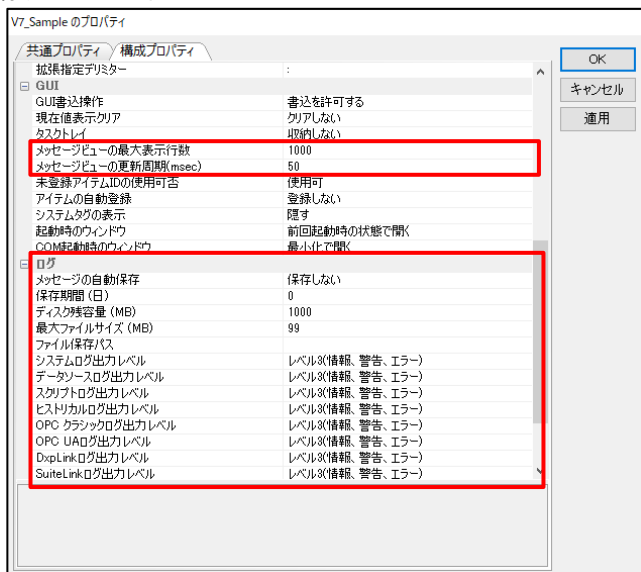 V7_Sample のプロパティ
共通プロパティ 構成プロパティ
拡張指定デリミター :
GUI
GUI書込操作 書込を許可する
現在値表示クリア クリアしない
タスクトレイ 収納しない
メッセージビューの最大表示行数 1000
メッセージビューの更新周期(msec) 50
未登録アイテムIDの使用可否 使用可
アイテムの自動登録 登録しない
システムタグの表示 隠す
起動時のウィンドウ 前回起動時の状態で開く
COM起動時のウィンドウ 最小化で開く
ログ
メッセージの自動保存 保存しない
保存期間 (日) 0
ディスク残容量 (MB) 1000
最大ファイルサイズ (MB) 99
ファイル保存パス
システムログ出力レベル レベル3(情報、警告、エラー)
データソースログ出力レベル レベル3(情報、警告、エラー)
スクリプトログ出力レベル レベル3(情報、警告、エラー)
ヒストリカルログ出力レベル レベル3(情報、警告、エラー)
OPC クラシックログ出力レベル レベル3(情報、警告、エラー)
OPC UAログ出力レベル レベル3(情報、警告、エラー)
DxpLinkログ出力レベル レベル3(情報、警告、エラー)
SuiteLinkログ出力レベル レベル3(情報、警告、エラー)
OK
キャンセル
適用